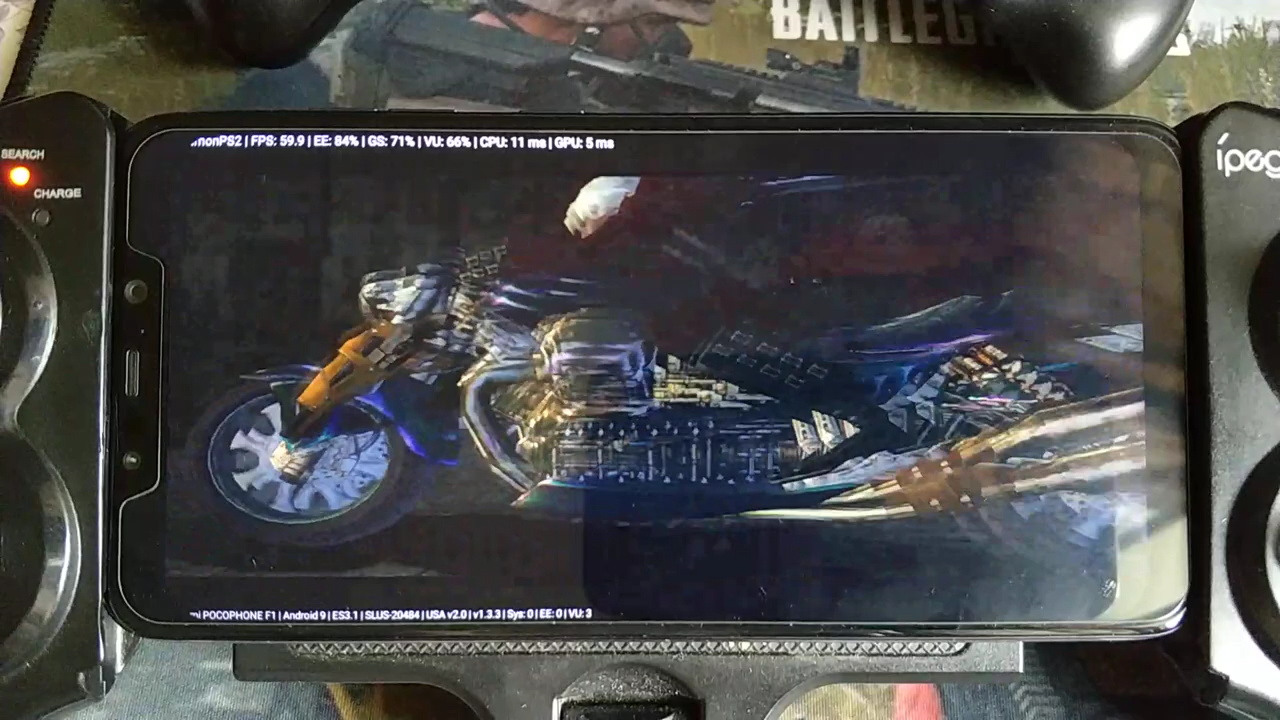 BATTLEG
SEARCH
CHARGE
ípeg
monPS2 | FPS: 59.9 | EE: 84% | GS: 71% | VU: 66% | CPU: 11 ms | GPU: 5 ms
POCOPHONE F1 | Android 9 | ES3.1 | SLUS-20484 | USA v2.0 | v1.3.3 | Sys: 0 | EE: 0 | VU: 3